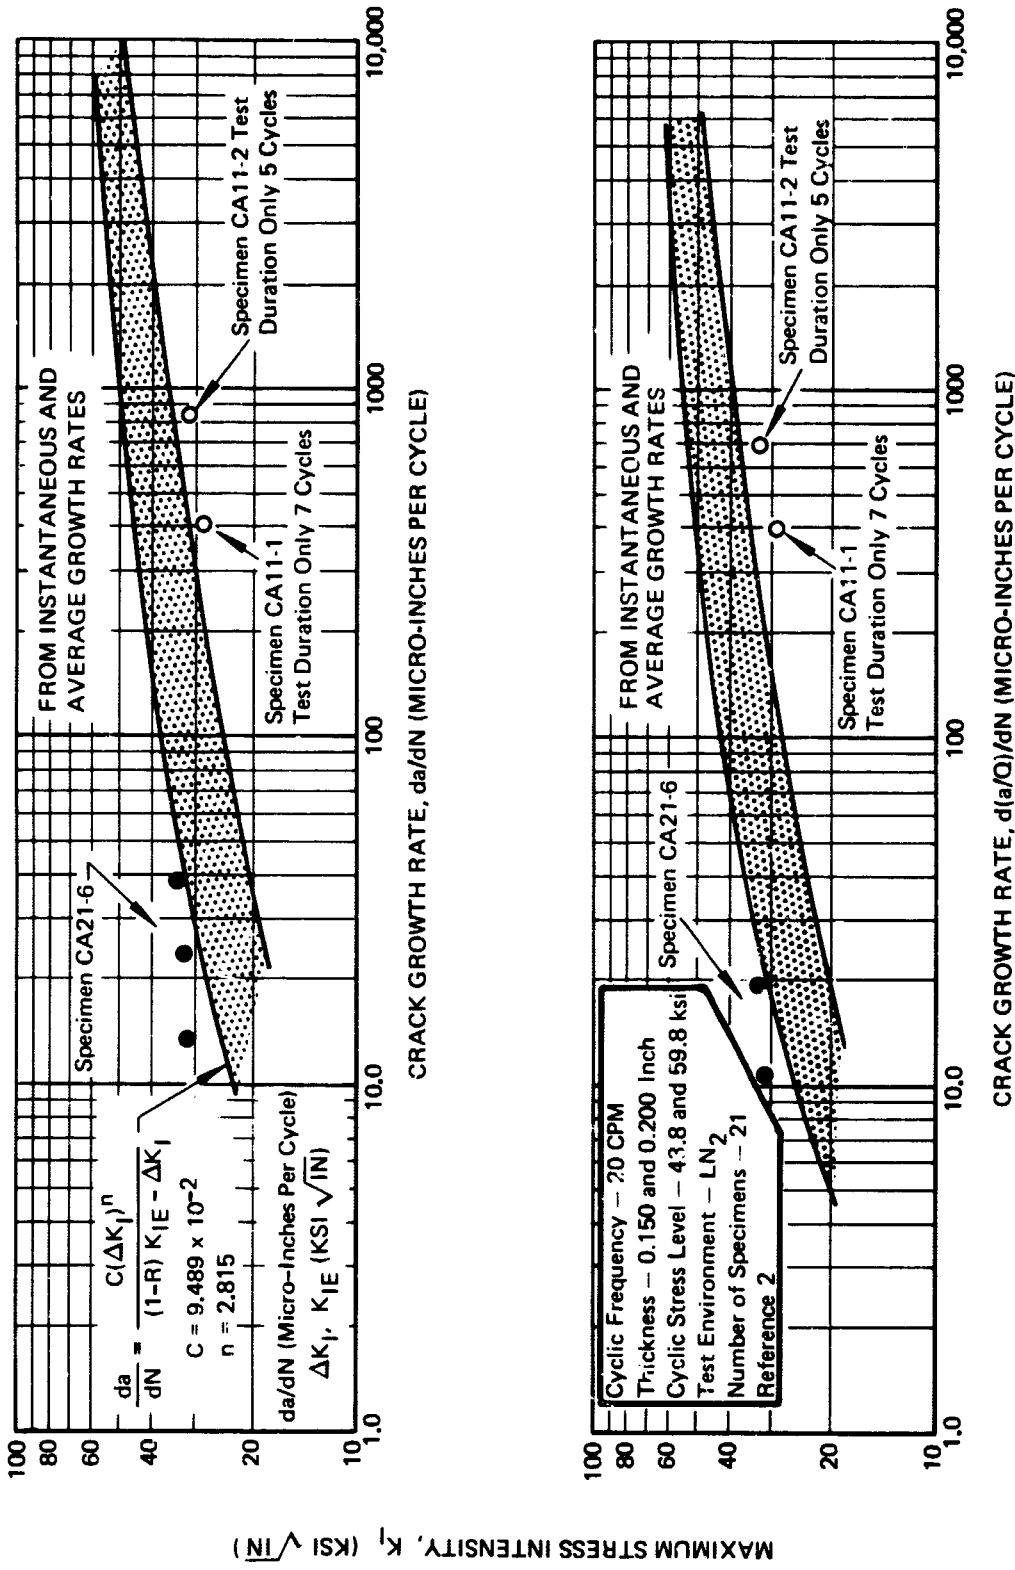 MAXIMUM STRESS INTENSITY, K_I (KSI √IN)
100
80
60
40
20
10
1.0
10.0
100
1000
10,000
CRACK GROWTH RATE, da/dN (MICRO-INCHES PER CYCLE)
FROM INSTANTANEOUS AND
AVERAGE GROWTH RATES
Specimen CA21-6
da/dN = C(ΔK_I)^n / (1−R) K_IE − ΔK_I
C = 9.489 x 10^−2
n = 2.815
da/dN (Micro-Inches Per Cycle)
ΔK_I, K_IE (KSI √IN)
Specimen CA11-1
Test Duration Only 7 Cycles
Specimen CA11-2 Test
Duration Only 5 Cycles
100
80
60
40
20
10
1.0
10.0
100
1000
10,000
CRACK GROWTH RATE, d(a/Q)/dN (MICRO-INCHES PER CYCLE)
FROM INSTANTANEOUS AND
AVERAGE GROWTH RATES
Cyclic Frequency – 20 CPM
Thickness – 0.150 and 0.200 Inch
Cyclic Stress Level – 43.8 and 59.8 ksi
Test Environment – LN_2
Number of Specimens – 21
Reference 2
Specimen CA21-6
Specimen CA11-1
Test Duration Only 7 Cycles
Specimen CA11-2 Test
Duration Only 5 Cycles